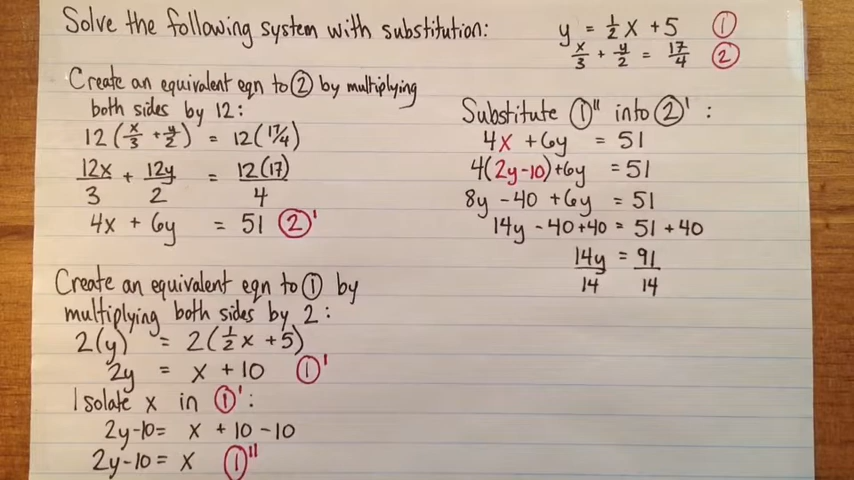 Solve the following system with substitution:
y = 1/2 x + 5 ①
x/3 + y/2 = 17/4 ②
Create an equivalent eqn to ② by multiplying
both sides by 12:
12(x/3 + y/2) = 12(17/4)
12x/3 + 12y/2 = 12(17)/4
4x + 6y = 51 ②'
Create an equivalent eqn to ① by
multiplying both sides by 2:
2(y) = 2(1/2 x + 5)
2y = x + 10 ①'
Isolate x in ①':
2y-10 = x + 10 - 10
2y-10 = x ①"
Substitute ①" into ②':
4x + 6y = 51
4(2y-10)+6y = 51
8y - 40 + 6y = 51
14y - 40+40 = 51 + 40
14y/14 = 91/14